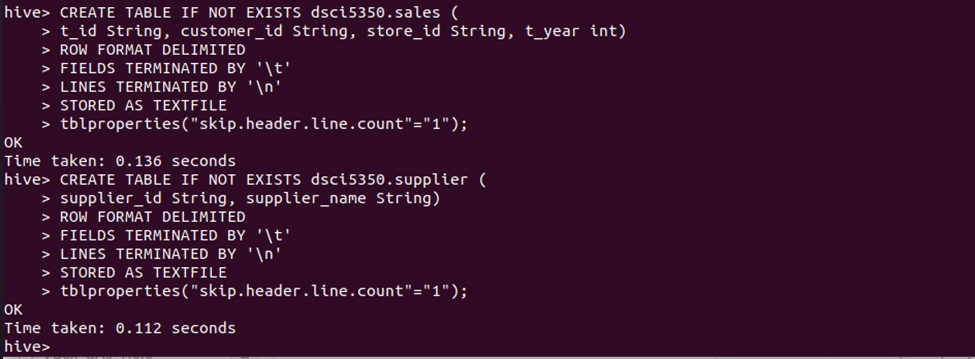 hive> CREATE TABLE IF NOT EXISTS dsci5350.sales (
    > t_id String, customer_id String, store_id String, t_year int)
    > ROW FORMAT DELIMITED
    > FIELDS TERMINATED BY '\t'
    > LINES TERMINATED BY '\n'
    > STORED AS TEXTFILE
    > tblproperties("skip.header.line.count"="1");
OK
Time taken: 0.136 seconds
hive> CREATE TABLE IF NOT EXISTS dsci5350.supplier (
    > supplier_id String, supplier_name String)
    > ROW FORMAT DELIMITED
    > FIELDS TERMINATED BY '\t'
    > LINES TERMINATED BY '\n'
    > STORED AS TEXTFILE
    > tblproperties("skip.header.line.count"="1");
OK
Time taken: 0.112 seconds
hive>